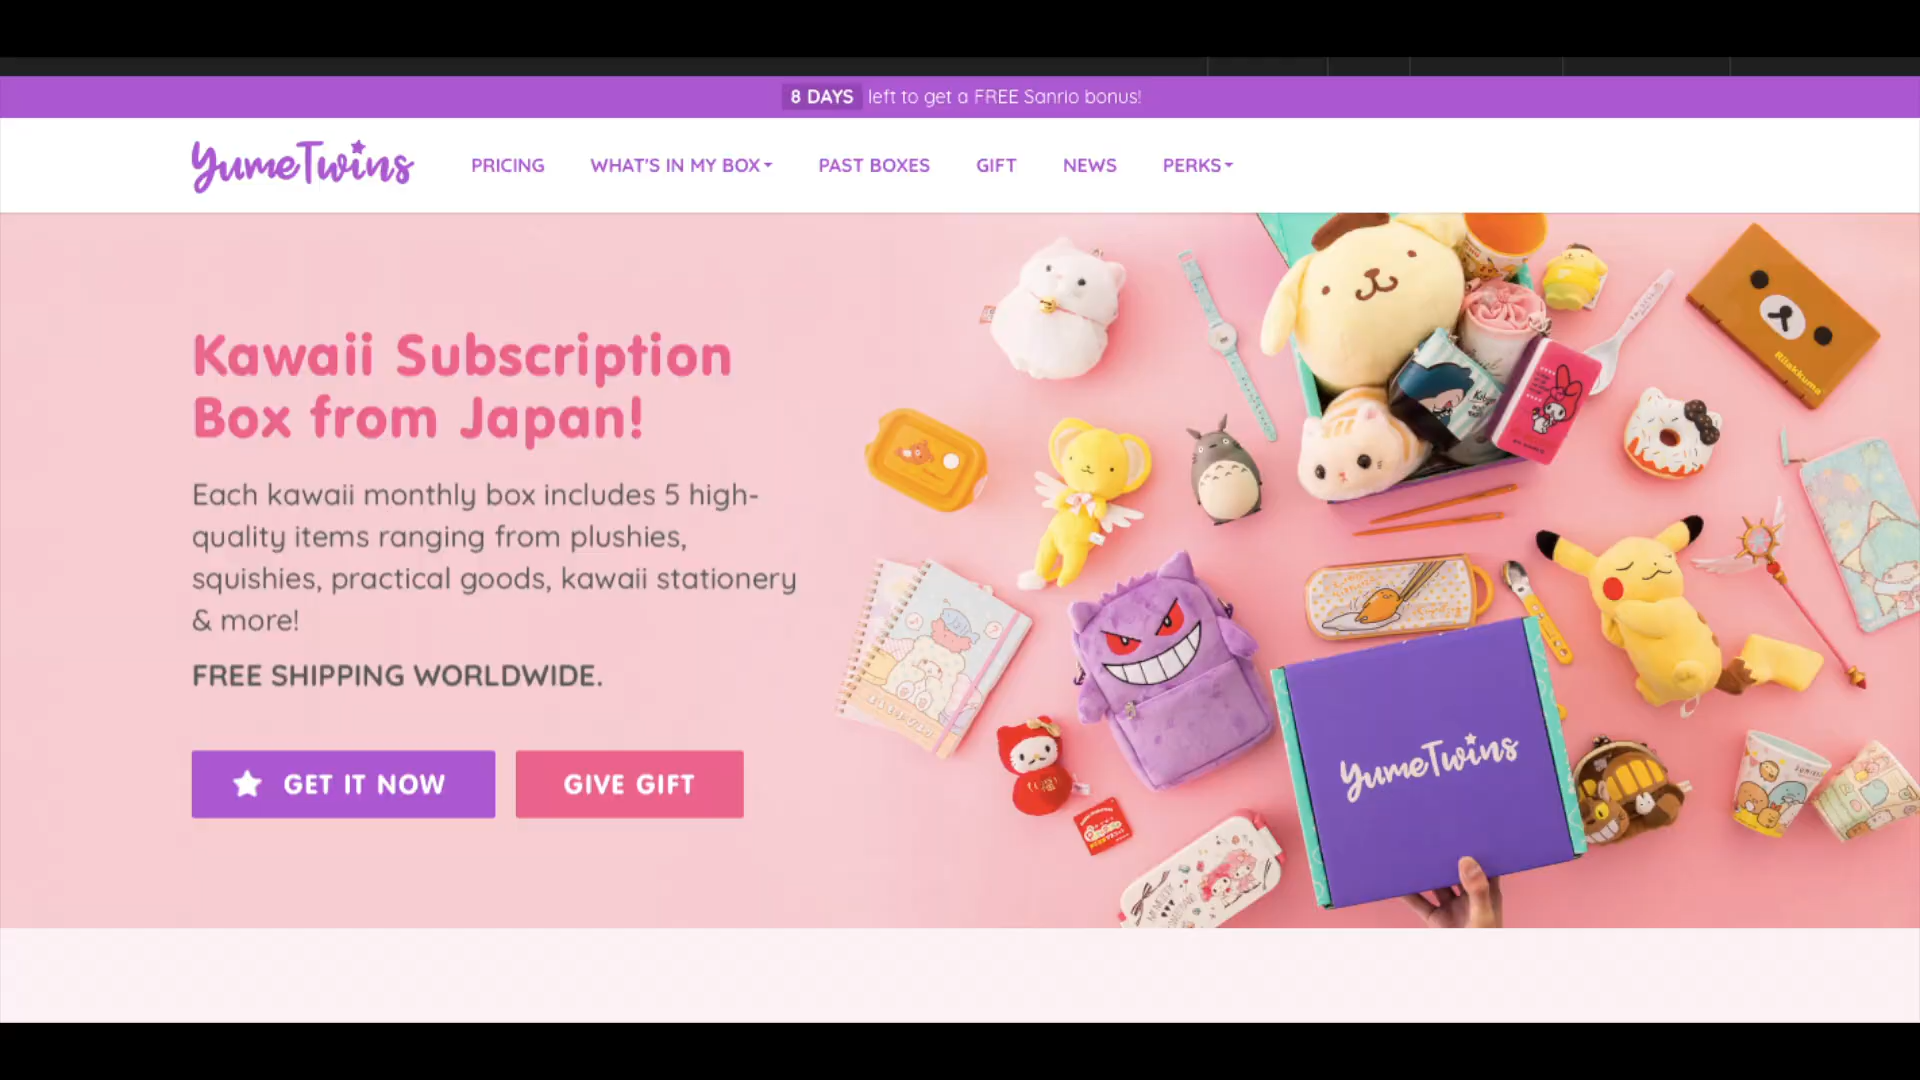 8 DAYS left to get a FREE Sanrio bonus!
YumeTwins
PRICING
WHAT'S IN MY BOX
PAST BOXES
GIFT
NEWS
PERKS
Kawaii Subscription
Box from Japan!
Each kawaii monthly box includes 5 high-
quality items ranging from plushies,
squishies, practical goods, kawaii stationery
& more!
FREE SHIPPING WORLDWIDE.
GET IT NOW
GIVE GIFT
Rilakkuma
YumeTwins